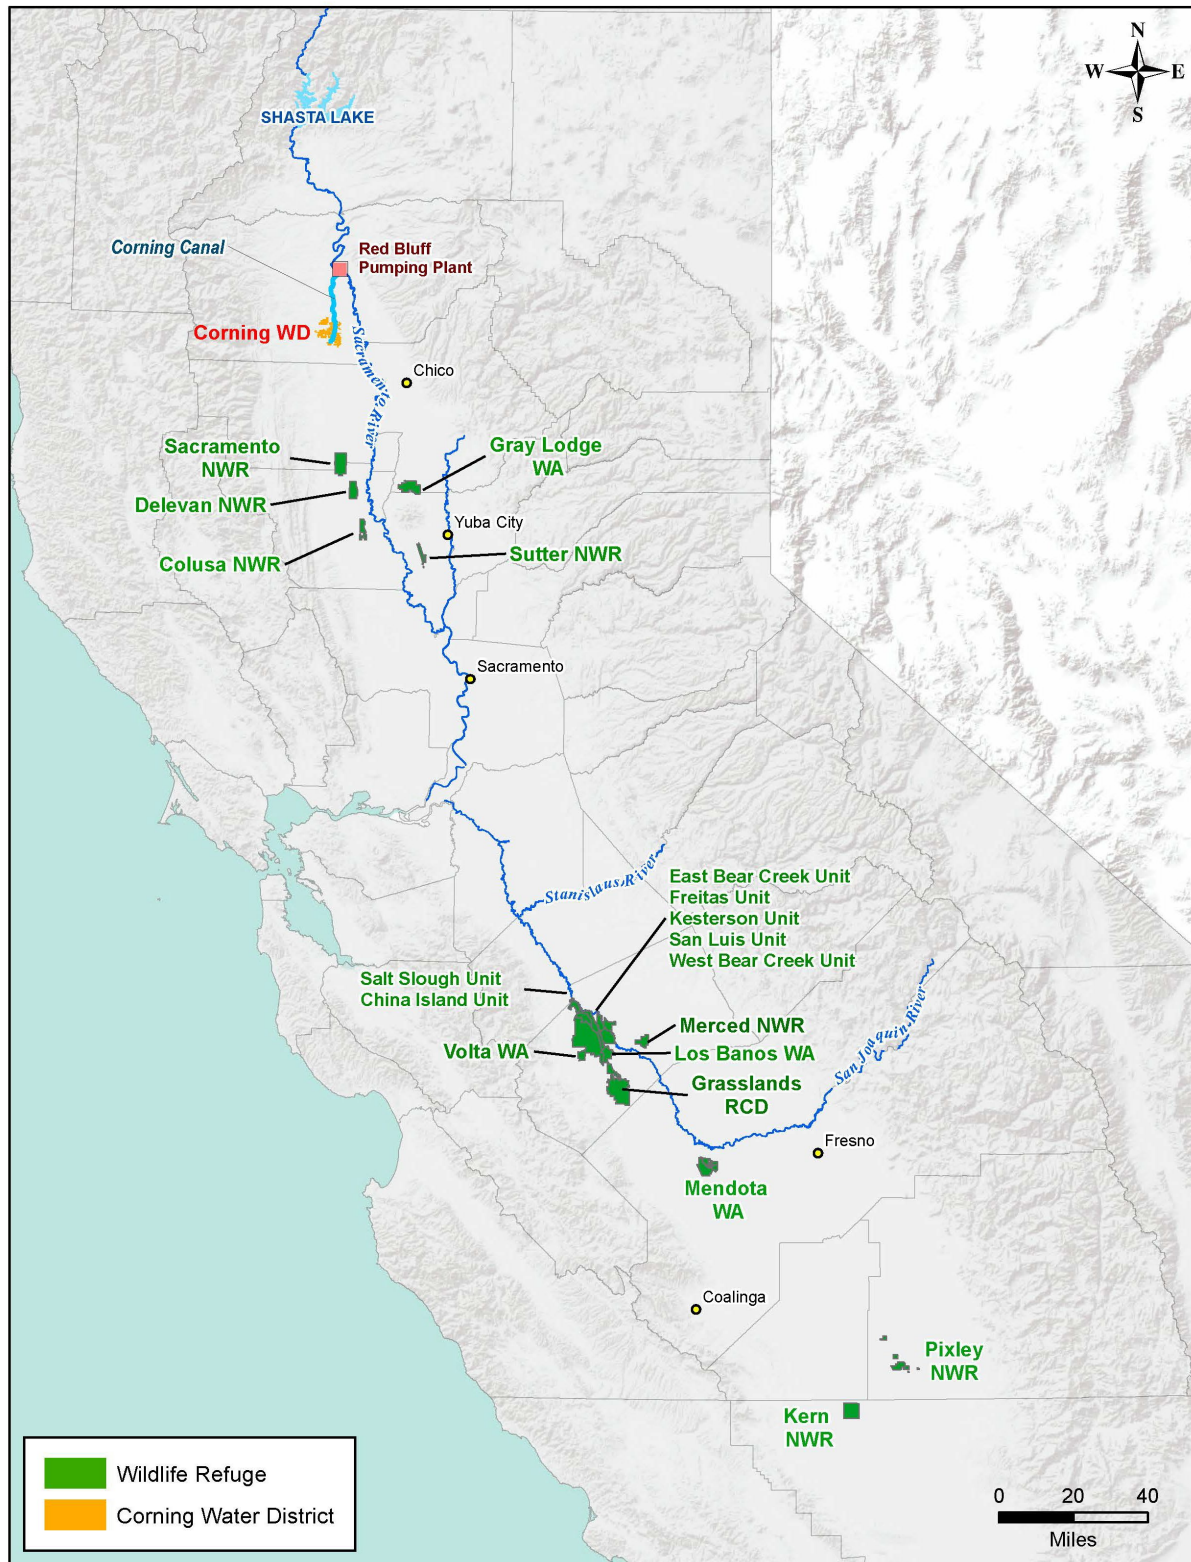 N
W E
S
SHASTA LAKE
Corning Canal
Red Bluff
Pumping Plant
Corning WD
Sacramento River
Chico
Sacramento
NWR
Gray Lodge
WA
Delevan NWR
Yuba City
Colusa NWR
Sutter NWR
Sacramento
Stanislaus River
East Bear Creek Unit
Freitas Unit
Kesterson Unit
San Luis Unit
West Bear Creek Unit
Salt Slough Unit
China Island Unit
San Joaquin River
Merced NWR
Volta WA
Los Banos WA
Grasslands
RCD
Fresno
Mendota
WA
Coalinga
Pixley
NWR
Kern
NWR
Wildlife Refuge
Corning Water District
0 20 40
Miles